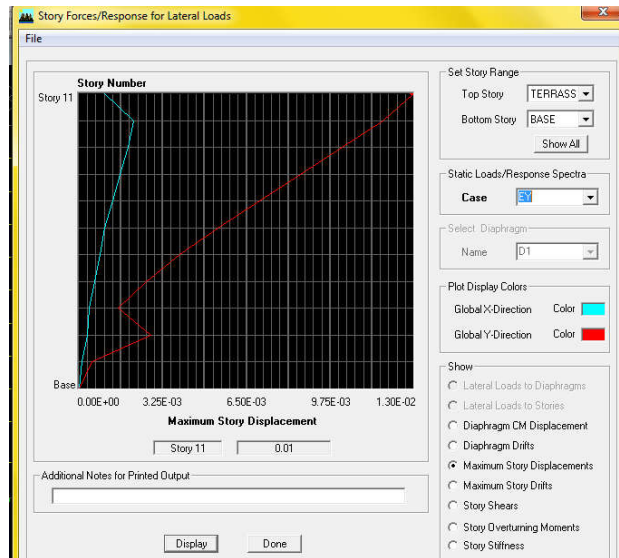 Story Forces/Response for Lateral Loads
File
Story Number
Story 11
Base
0.00E+00 3.25E-03 6.50E-03 9.75E-03 1.30E-02
Maximum Story Displacement
Story 11 0.01
Additional Notes for Printed Output
Display Done
Set Story Range
Top Story TERRASS
Bottom Story BASE
Show All
Static Loads/Response Spectra
Case EY
Select Diaphragm
Name D1
Plot Display Colors
Global X-Direction Color
Global Y-Direction Color
Show
Lateral Loads to Diaphragms
Lateral Loads to Stories
Diaphragm CM Displacement
Diaphragm Drifts
Maximum Story Displacements
Maximum Story Drifts
Story Shears
Story Overturning Moments
Story Stiffness